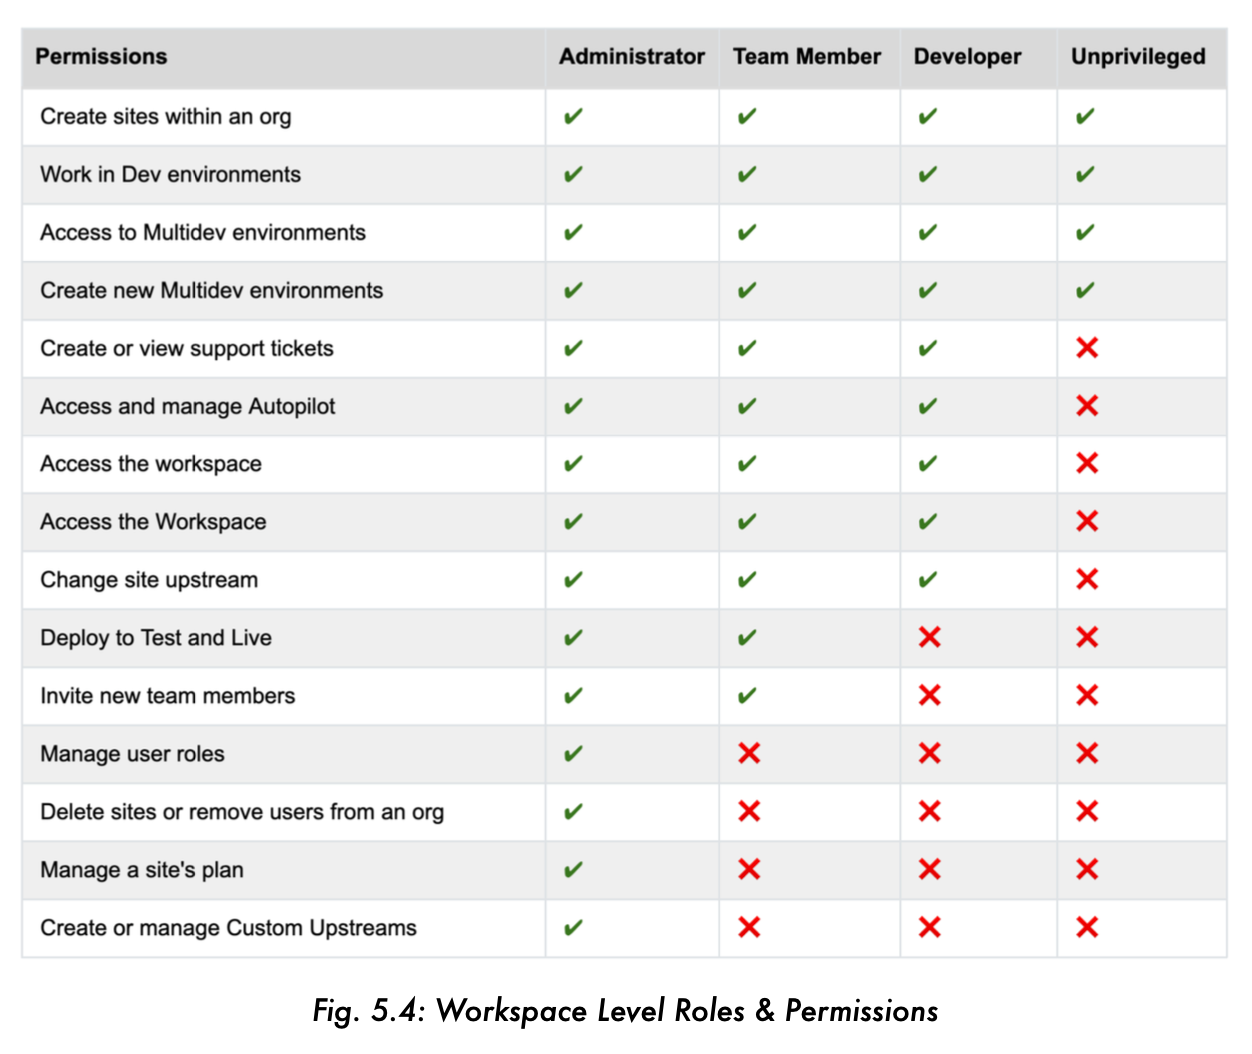 Permissions Administrator Team Member Developer Unprivileged
Create sites within an org ✔ ✔ ✔ ✔
Work in Dev environments ✔ ✔ ✔ ✔
Access to Multidev environments ✔ ✔ ✔ ✔
Create new Multidev environments ✔ ✔ ✔ ✔
Create or view support tickets ✔ ✔ ✔ ❌
Access and manage Autopilot ✔ ✔ ✔ ❌
Access the workspace ✔ ✔ ✔ ❌
Access the Workspace ✔ ✔ ✔ ❌
Change site upstream ✔ ✔ ✔ ❌
Deploy to Test and Live ✔ ✔ ❌ ❌
Invite new team members ✔ ✔ ❌ ❌
Manage user roles ✔ ❌ ❌ ❌
Delete sites or remove users from an org ✔ ❌ ❌ ❌
Manage a site's plan ✔ ❌ ❌ ❌
Create or manage Custom Upstreams ✔ ❌ ❌ ❌
Fig. 5.4: Workspace Level Roles & Permissions